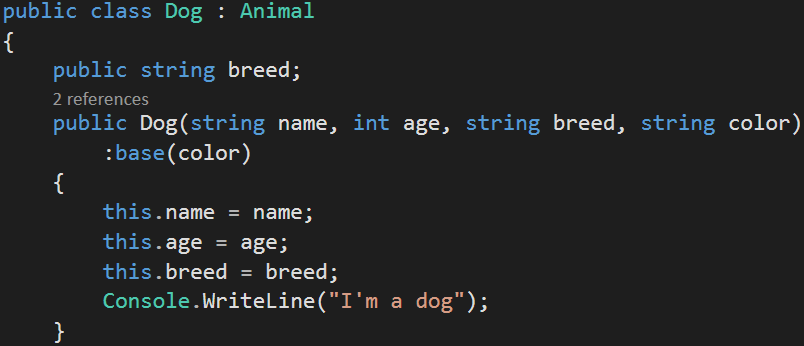 public class Dog : Animal
{
    public string breed;
    2 references
    public Dog(string name, int age, string breed, string color)
        :base(color)
    {
        this.name = name;
        this.age = age;
        this.breed = breed;
        Console.WriteLine("I'm a dog");
    }